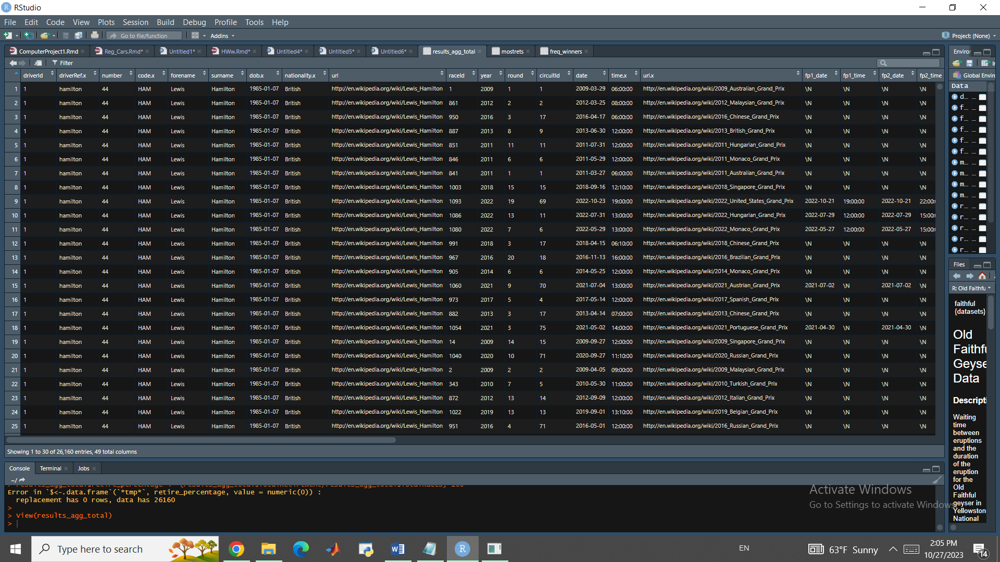 RStudio
File Edit Code View Plots Session Build Debug Profile Tools Help
Go to file/function Addins Project: (None)
ComputerProject1.Rmd Reg_Cars.Rmd* Untitled1* HWw.Rmd* Untitled4* Untitled5* Untitled6* results_agg_total mostrets freq_winners
Filter
driverId driverRef.x number code.x forename surname dob.x nationality.x url raceId year round circuitId date time.x url.x fp1_date fp1_time fp2_date fp2_time
1 1 hamilton 44 HAM Lewis Hamilton 1985-01-07 British http://en.wikipedia.org/wiki/Lewis_Hamilton 1 2009 1 1 2009-03-29 06:00:00 http://en.wikipedia.org/wiki/2009_Australian_Grand_Prix \N \N \N \N
2 1 hamilton 44 HAM Lewis Hamilton 1985-01-07 British http://en.wikipedia.org/wiki/Lewis_Hamilton 861 2012 2 2 2012-03-25 08:00:00 http://en.wikipedia.org/wiki/2012_Malaysian_Grand_Prix \N \N \N \N
3 1 hamilton 44 HAM Lewis Hamilton 1985-01-07 British http://en.wikipedia.org/wiki/Lewis_Hamilton 950 2016 3 17 2016-04-17 06:00:00 http://en.wikipedia.org/wiki/2016_Chinese_Grand_Prix \N \N \N \N
4 1 hamilton 44 HAM Lewis Hamilton 1985-01-07 British http://en.wikipedia.org/wiki/Lewis_Hamilton 887 2013 8 9 2013-06-30 12:00:00 http://en.wikipedia.org/wiki/2013_British_Grand_Prix \N \N \N \N
5 1 hamilton 44 HAM Lewis Hamilton 1985-01-07 British http://en.wikipedia.org/wiki/Lewis_Hamilton 851 2011 11 11 2011-07-31 12:00:00 http://en.wikipedia.org/wiki/2011_Hungarian_Grand_Prix \N \N \N \N
6 1 hamilton 44 HAM Lewis Hamilton 1985-01-07 British http://en.wikipedia.org/wiki/Lewis_Hamilton 846 2011 6 6 2011-05-29 12:00:00 http://en.wikipedia.org/wiki/2011_Monaco_Grand_Prix \N \N \N \N
7 1 hamilton 44 HAM Lewis Hamilton 1985-01-07 British http://en.wikipedia.org/wiki/Lewis_Hamilton 841 2011 1 1 2011-03-27 06:00:00 http://en.wikipedia.org/wiki/2011_Australian_Grand_Prix \N \N \N \N
8 1 hamilton 44 HAM Lewis Hamilton 1985-01-07 British http://en.wikipedia.org/wiki/Lewis_Hamilton 1003 2018 15 15 2018-09-16 12:10:00 http://en.wikipedia.org/wiki/2018_Singapore_Grand_Prix \N \N \N \N
9 1 hamilton 44 HAM Lewis Hamilton 1985-01-07 British http://en.wikipedia.org/wiki/Lewis_Hamilton 1093 2022 19 69 2022-10-23 19:00:00 http://en.wikipedia.org/wiki/2022_United_States_Grand_Prix 2022-10-21 19:00:00 2022-10-21 22:00:
10 1 hamilton 44 HAM Lewis Hamilton 1985-01-07 British http://en.wikipedia.org/wiki/Lewis_Hamilton 1086 2022 13 11 2022-07-31 13:00:00 http://en.wikipedia.org/wiki/2022_Hungarian_Grand_Prix 2022-07-29 12:00:00 2022-07-29 15:00:
11 1 hamilton 44 HAM Lewis Hamilton 1985-01-07 British http://en.wikipedia.org/wiki/Lewis_Hamilton 1080 2022 7 6 2022-05-29 13:00:00 http://en.wikipedia.org/wiki/2022_Monaco_Grand_Prix 2022-05-27 12:00:00 2022-05-27 15:00:
12 1 hamilton 44 HAM Lewis Hamilton 1985-01-07 British http://en.wikipedia.org/wiki/Lewis_Hamilton 991 2018 3 17 2018-04-15 06:10:00 http://en.wikipedia.org/wiki/2018_Chinese_Grand_Prix \N \N \N \N
13 1 hamilton 44 HAM Lewis Hamilton 1985-01-07 British http://en.wikipedia.org/wiki/Lewis_Hamilton 967 2016 20 18 2016-11-13 16:00:00 http://en.wikipedia.org/wiki/2016_Brazilian_Grand_Prix \N \N \N \N
14 1 hamilton 44 HAM Lewis Hamilton 1985-01-07 British http://en.wikipedia.org/wiki/Lewis_Hamilton 905 2014 6 6 2014-05-25 12:00:00 http://en.wikipedia.org/wiki/2014_Monaco_Grand_Prix \N \N \N \N
15 1 hamilton 44 HAM Lewis Hamilton 1985-01-07 British http://en.wikipedia.org/wiki/Lewis_Hamilton 1060 2021 9 70 2021-07-04 13:00:00 http://en.wikipedia.org/wiki/2021_Austrian_Grand_Prix 2021-07-02 \N 2021-07-02 \N
16 1 hamilton 44 HAM Lewis Hamilton 1985-01-07 British http://en.wikipedia.org/wiki/Lewis_Hamilton 973 2017 5 4 2017-05-14 12:00:00 http://en.wikipedia.org/wiki/2017_Spanish_Grand_Prix \N \N \N \N
17 1 hamilton 44 HAM Lewis Hamilton 1985-01-07 British http://en.wikipedia.org/wiki/Lewis_Hamilton 882 2013 3 17 2013-04-14 07:00:00 http://en.wikipedia.org/wiki/2013_Chinese_Grand_Prix \N \N \N \N
18 1 hamilton 44 HAM Lewis Hamilton 1985-01-07 British http://en.wikipedia.org/wiki/Lewis_Hamilton 1054 2021 3 75 2021-05-02 14:00:00 http://en.wikipedia.org/wiki/2021_Portuguese_Grand_Prix 2021-04-30 \N 2021-04-30 \N
19 1 hamilton 44 HAM Lewis Hamilton 1985-01-07 British http://en.wikipedia.org/wiki/Lewis_Hamilton 14 2009 14 15 2009-09-27 12:00:00 http://en.wikipedia.org/wiki/2009_Singapore_Grand_Prix \N \N \N \N
20 1 hamilton 44 HAM Lewis Hamilton 1985-01-07 British http://en.wikipedia.org/wiki/Lewis_Hamilton 1040 2020 10 71 2020-09-27 11:10:00 http://en.wikipedia.org/wiki/2020_Russian_Grand_Prix \N \N \N \N
21 1 hamilton 44 HAM Lewis Hamilton 1985-01-07 British http://en.wikipedia.org/wiki/Lewis_Hamilton 2 2009 2 2 2009-04-05 09:00:00 http://en.wikipedia.org/wiki/2009_Malaysian_Grand_Prix \N \N \N \N
22 1 hamilton 44 HAM Lewis Hamilton 1985-01-07 British http://en.wikipedia.org/wiki/Lewis_Hamilton 343 2010 7 5 2010-05-30 11:00:00 http://en.wikipedia.org/wiki/2010_Turkish_Grand_Prix \N \N \N \N
23 1 hamilton 44 HAM Lewis Hamilton 1985-01-07 British http://en.wikipedia.org/wiki/Lewis_Hamilton 872 2012 13 14 2012-09-09 12:00:00 http://en.wikipedia.org/wiki/2012_Italian_Grand_Prix \N \N \N \N
24 1 hamilton 44 HAM Lewis Hamilton 1985-01-07 British http://en.wikipedia.org/wiki/Lewis_Hamilton 1022 2019 13 13 2019-09-01 13:10:00 http://en.wikipedia.org/wiki/2019_Belgian_Grand_Prix \N \N \N \N
25 1 hamilton 44 HAM Lewis Hamilton 1985-01-07 British http://en.wikipedia.org/wiki/Lewis_Hamilton 951 2016 4 71 2016-05-01 12:00:00 http://en.wikipedia.org/wiki/2016_Russian_Grand_Prix \N \N \N \N
Showing 1 to 30 of 26,160 entries, 49 total columns
Console Terminal Jobs
~/
Error in `$<-.data.frame`(`*tmp*`, retire_percentage, value = numeric(0)) :
replacement has 0 rows, data has 26160
>
> View(results_agg_total)
>
Enviror
Global Envirc
Data
d... ...
f... ...
f... ...
f... ...
f... ...
f... ...
m... ...
m... ...
m... ...
m... ...
r... ...
r... ...
r... ...
r... ...
r... ...
Files
R: Old Faithfu
faithful
{datasets}
Old
Faithfu
Geyse
Data
Descripti
Waiting
time
between
eruptions
and the
duration
of the
eruption
for the
Old
Faithful
geyser in
Yellowston
National
Activate Windows
Go to Settings to activate Windows.
Type here to search EN 63°F Sunny 2:05 PM
10/27/2023 14